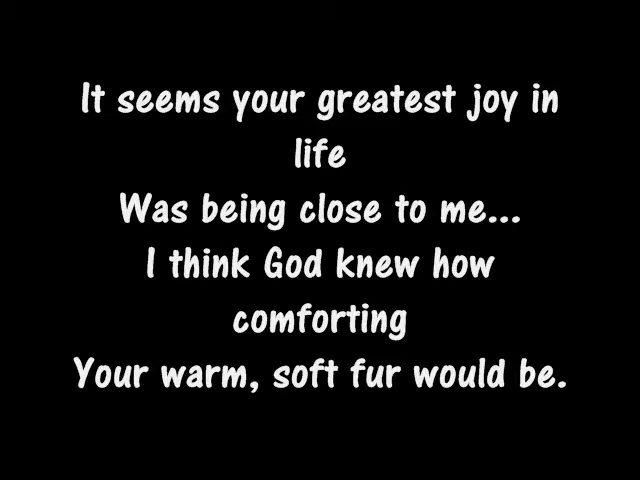 It seems your greatest joy in
life
Was being close to me...
I think God knew how
comforting
Your warm, soft fur would be.